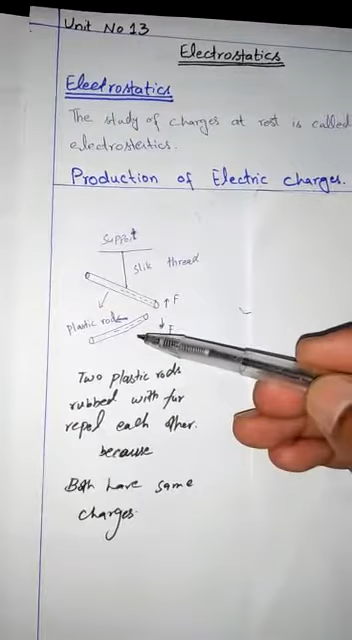 Unit No 13
Electrostatics
Electrostatics
The study of charges at rest is called
electrostatics.
Production of Electric charges.
Support
Slik thread
F
plastic rod
F
Two plastic rods
rubbed with fur
repel each other.
because
Both have same
charges.